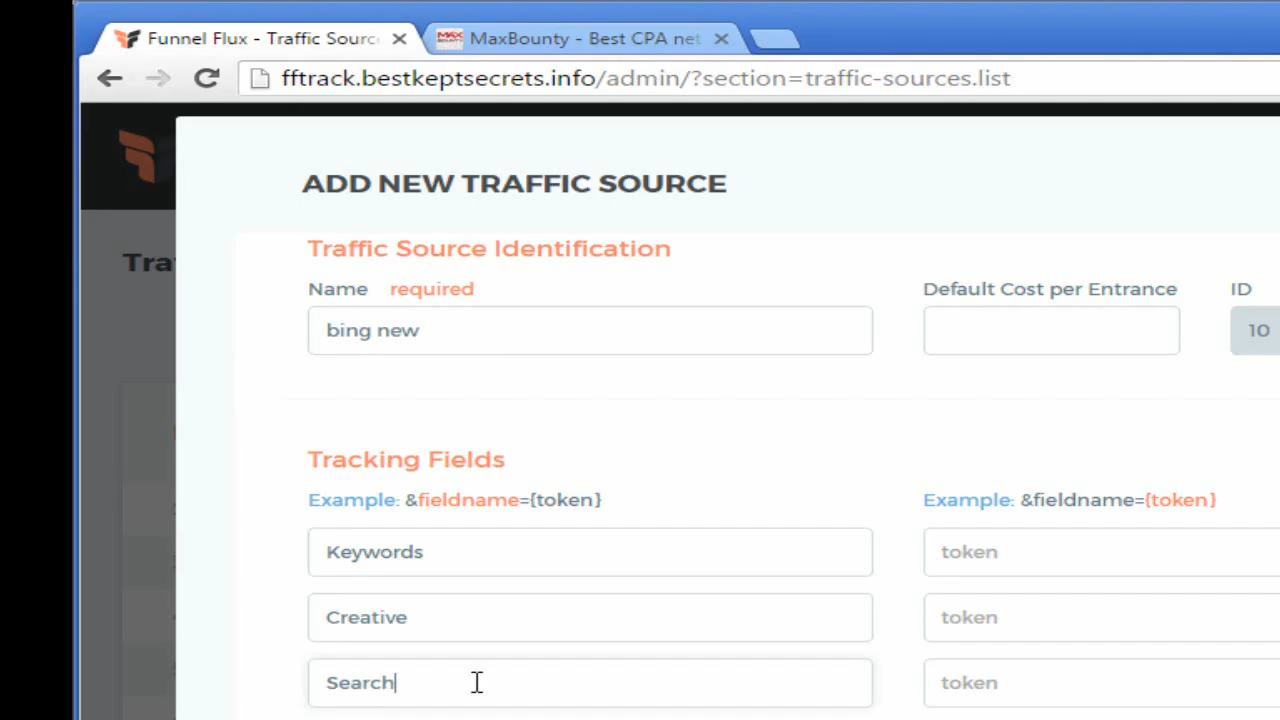 Funnel Flux - Traffic Sourc
MaxBounty - Best CPA net
fftrack.bestkeptsecrets.info/admin/?section=traffic-sources.list
ADD NEW TRAFFIC SOURCE
Tra
Traffic Source Identification
Name required Default Cost per Entrance ID
bing new 10
Tracking Fields
Example: &fieldname={token} Example: &fieldname={token}
Keywords token
Creative token
Search token